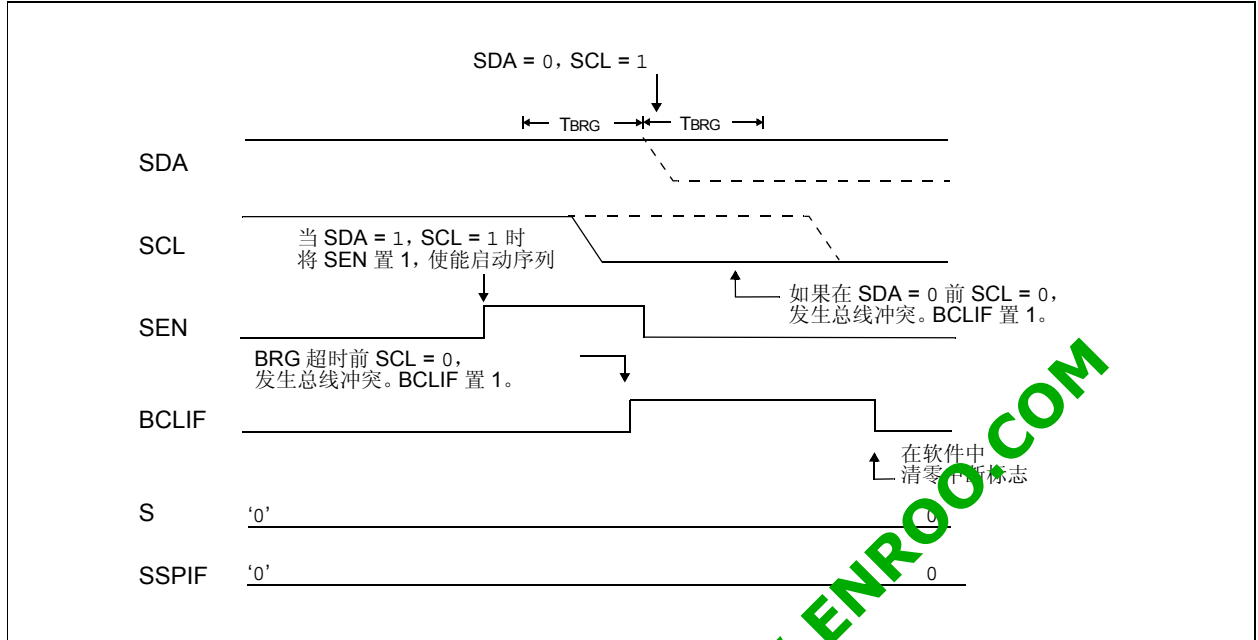 SDA = 0, SCL = 1
TBRG TBRG
SDA
SCL
当 SDA = 1, SCL = 1 时
将 SEN 置 1, 使能启动序列
如果在 SDA = 0 前 SCL = 0,
发生总线冲突。BCLIF 置 1。
SEN
BRG 超时前 SCL = 0,
发生总线冲突。BCLIF 置 1。
BCLIF
在软件中
清零中断标志
S
‘0’ 0
SSPIF
‘0’ 0
ENROO.COM